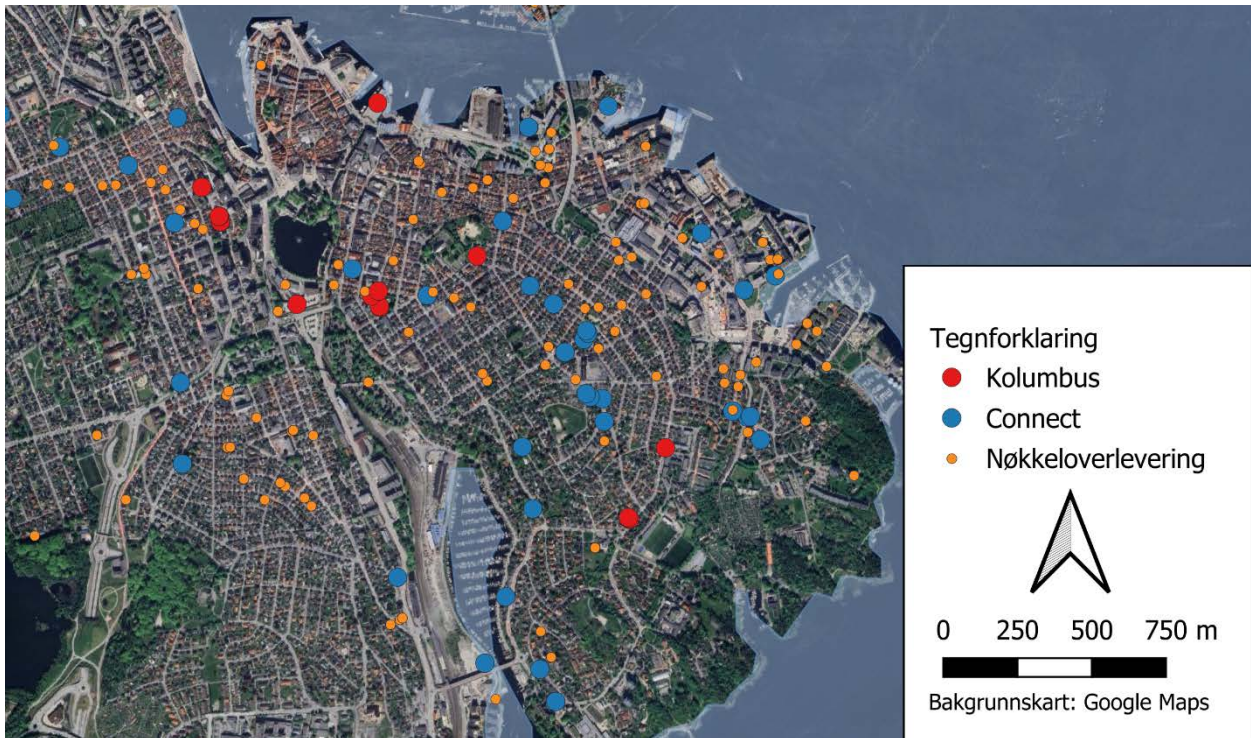 Tegnforklaring
Kolumbus
Connect
Nøkkeloverlevering
0 250 500 750 m
Bakgrunnskart: Google Maps